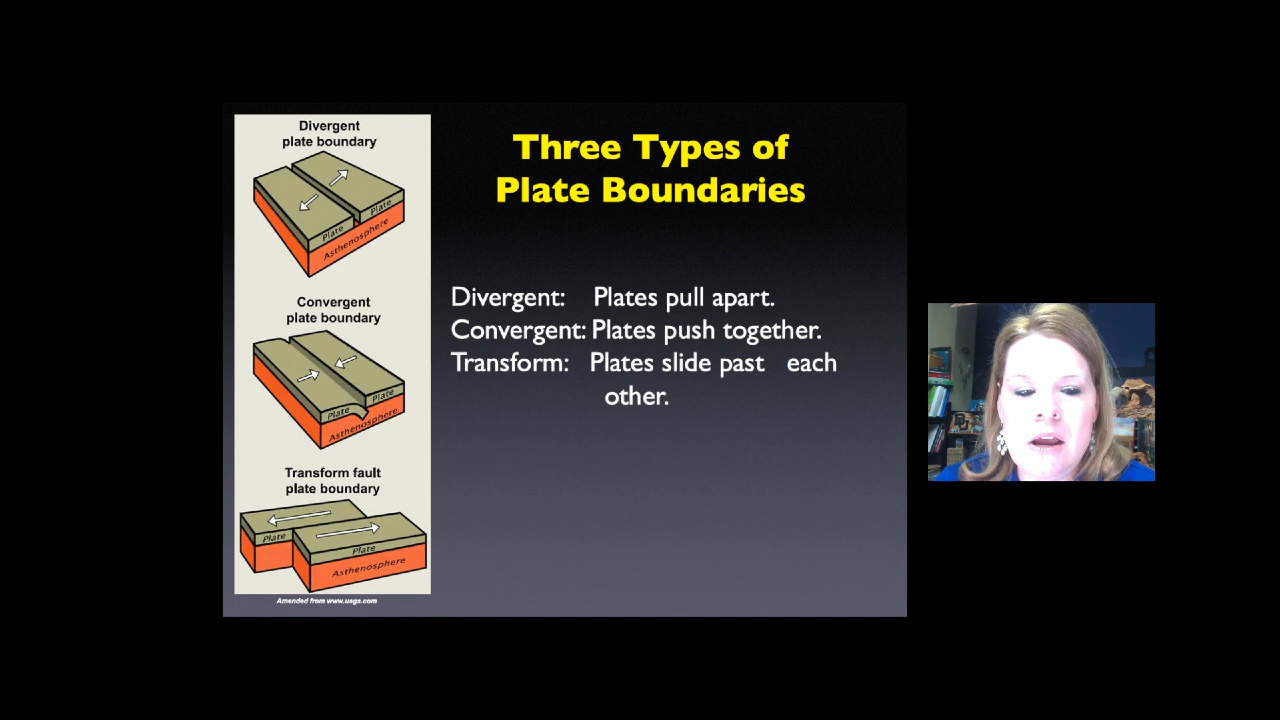 Divergent
plate boundary
Plate
Plate
Asthenosphere
Convergent
plate boundary
Plate
Plate
Asthenosphere
Transform fault
plate boundary
Plate
Plate
Asthenosphere
Amended from www.usgs.com
Three Types of
Plate Boundaries
Divergent: Plates pull apart.
Convergent: Plates push together.
Transform: Plates slide past each
other.